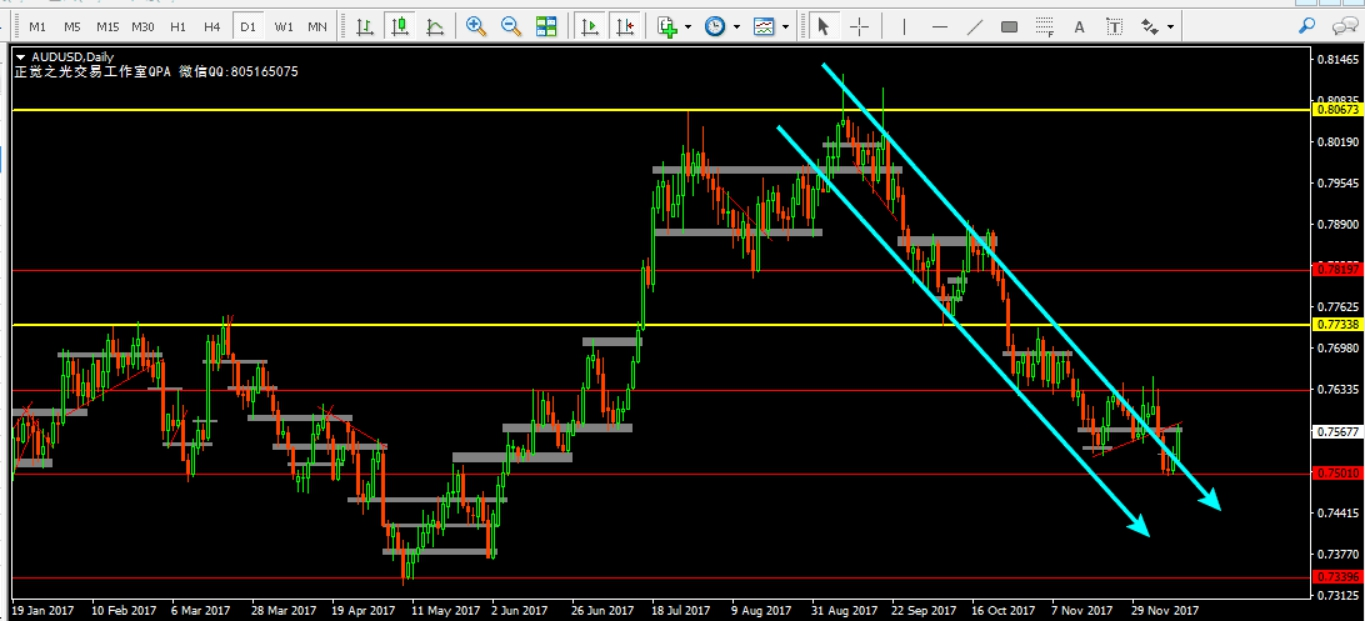 M1 M5 M15 M30 H1 H4 D1 W1 MN
A T
F
AUDUSD,Daily
正觉之光交易工作室QPA 微信QQ:805165075
0.81465
0.80673
0.80190
0.79545
0.78900
0.78197
0.77625
0.77338
0.76980
0.76335
0.75677
0.75010
0.74415
0.73770
0.73396
0.73125
19 Jan 2017 10 Feb 2017 6 Mar 2017 28 Mar 2017 19 Apr 2017 11 May 2017 2 Jun 2017 26 Jun 2017 18 Jul 2017 9 Aug 2017 31 Aug 2017 22 Sep 2017 16 Oct 2017 7 Nov 2017 29 Nov 2017